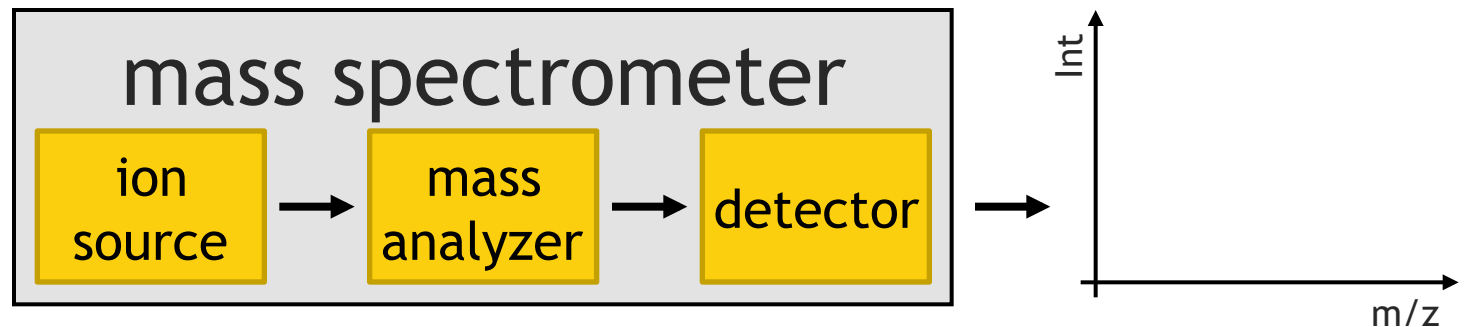 mass spectrometer
ion
source
mass
analyzer
detector
Int
m/z